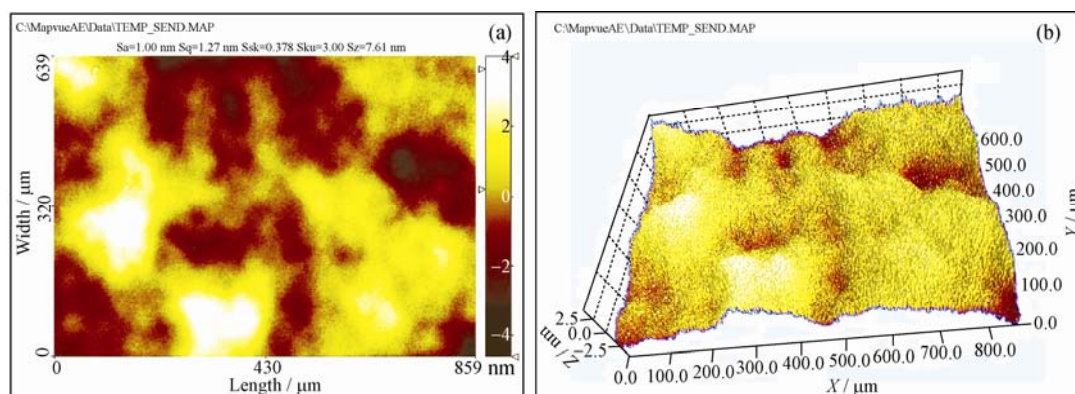 C:\MapvueAE\Data\TEMP_SEND.MAP
(a)
Sa=1.00 nm Sq=1.27 nm Ssk=0.378 Sku=3.00 Sz=7.61 nm
639
320
0
Width / μm
0
430
859
Length / μm
4
2
0
−2
−4
nm
C:\MapvueAE\Data\TEMP_SEND.MAP
(b)
600.0
500.0
400.0
300.0
200.0
100.0
0.0
Y / μm
2.5
0.0
−2.5
Z / nm
0.0
100.0
200.0
300.0
400.0
500.0
600.0
700.0
800.0
X / μm